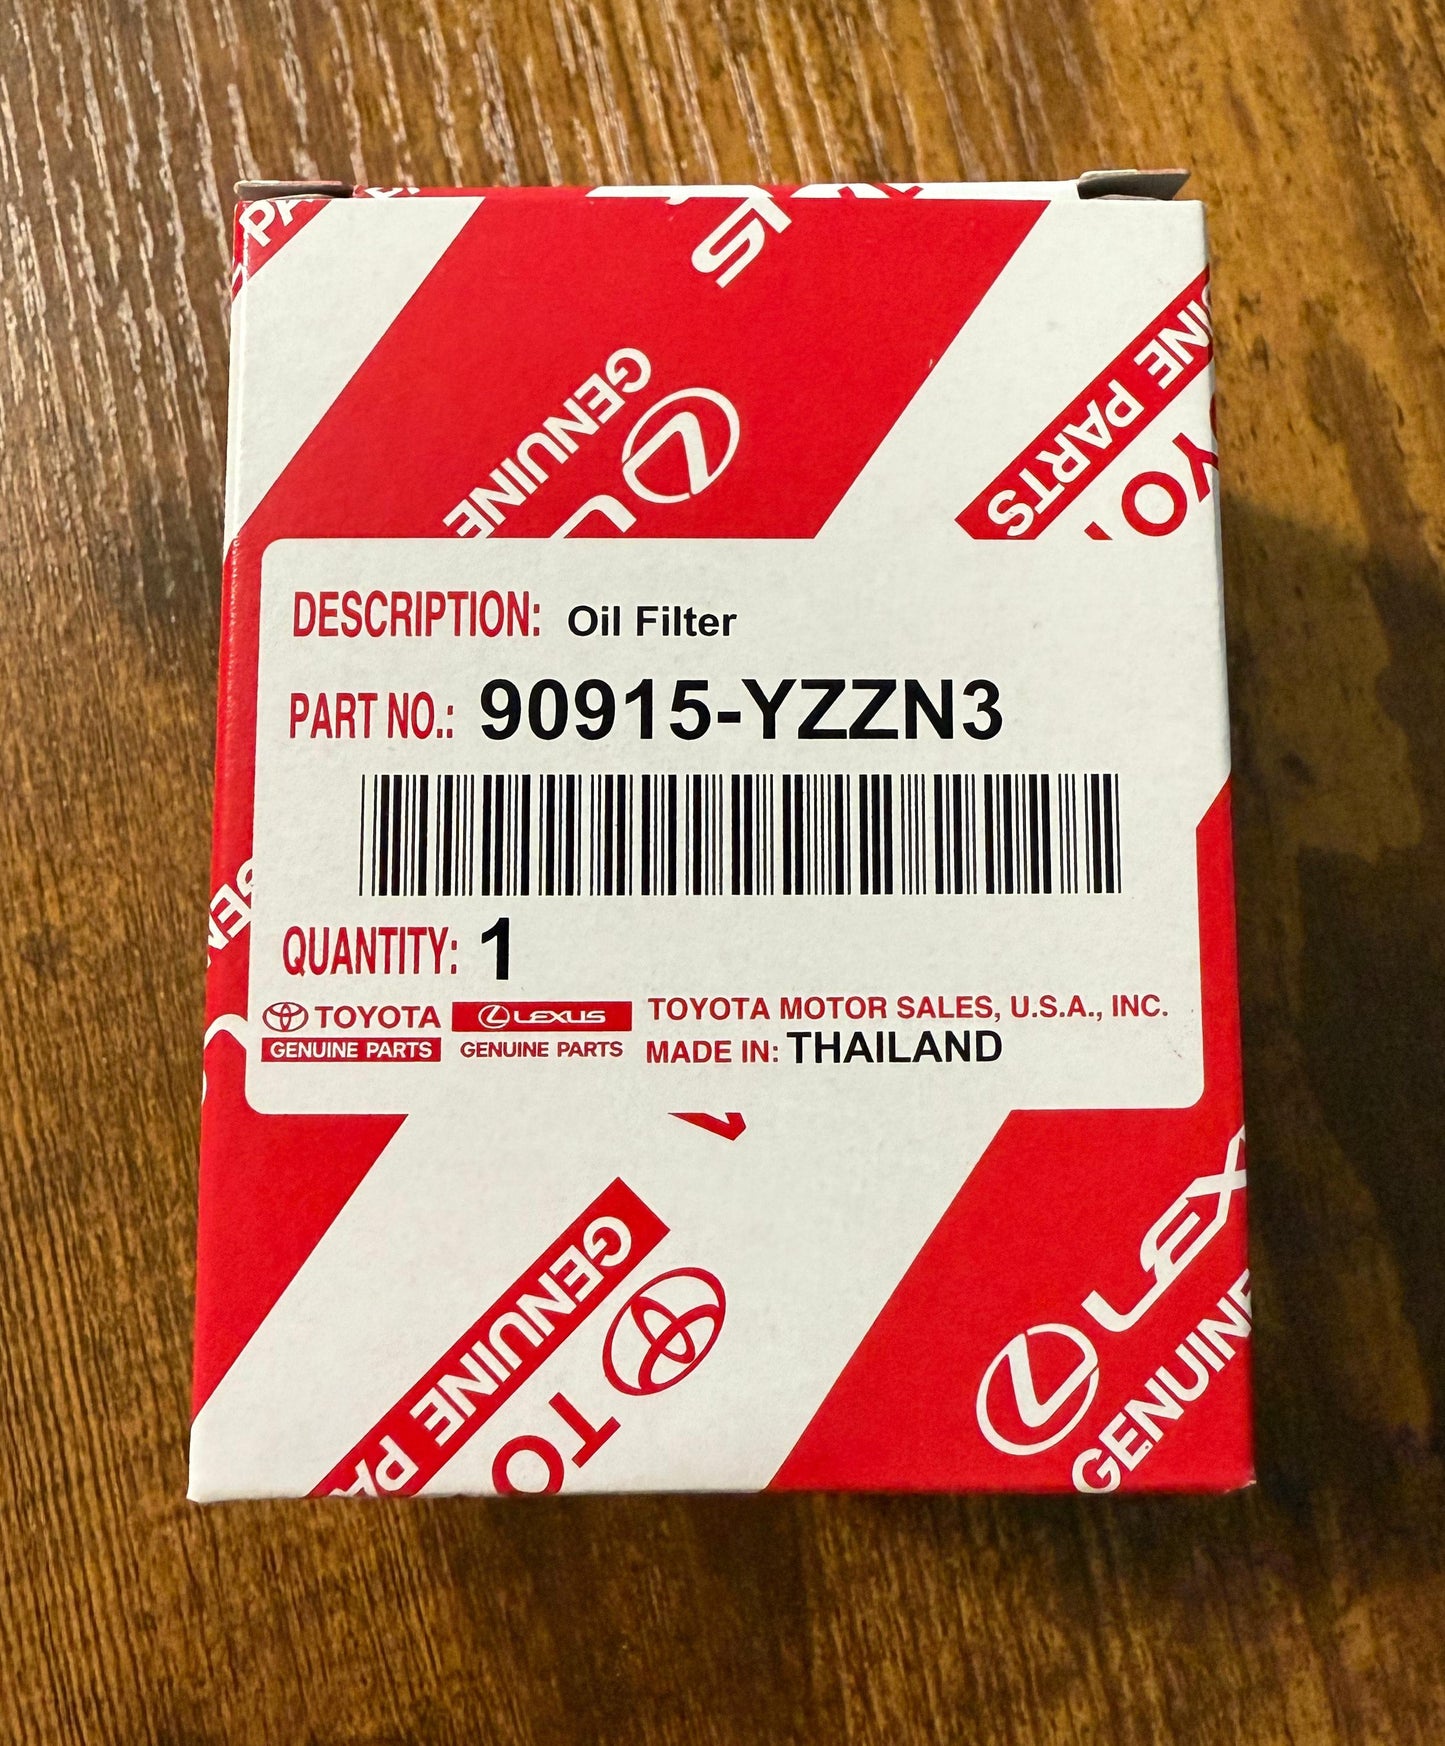 GENUINE
GENUINE PARTS
DESCRIPTION: Oil Filter
PART NO.: 90915-YZZN3
QUANTITY: 1
TOYOTA LEXUS TOYOTA MOTOR SALES, U.S.A., INC.
GENUINE PARTS GENUINE PARTS MADE IN: THAILAND
GENUINE PA
TO
LEX
GENUINE